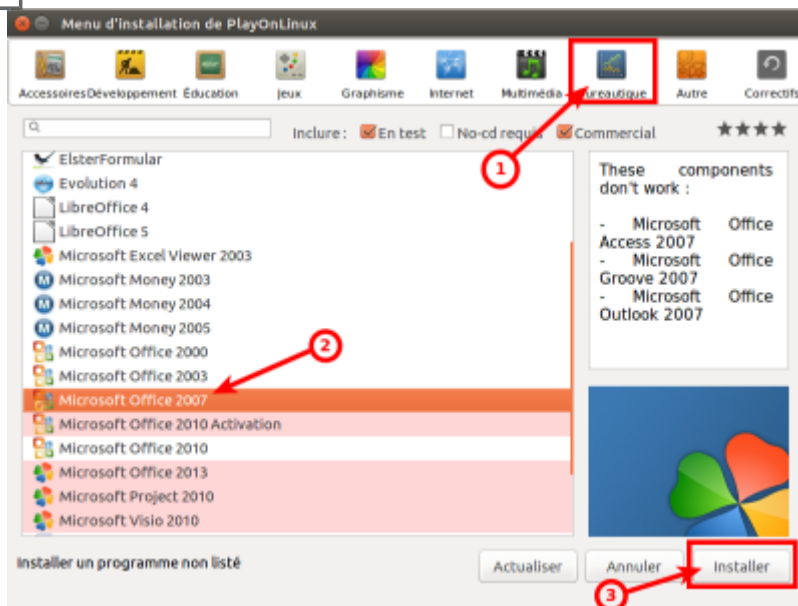 Menu d'installation de PlayOnLinux
Accessoires Développement Éducation Jeux Graphisme Internet Multimédia ureautique Autre Correctifs
Inclure : En test No-cd requis Commercial ★★★★
1
ElsterFormular
Evolution 4
LibreOffice 4
LibreOffice 5
Microsoft Excel Viewer 2003
Microsoft Money 2003
Microsoft Money 2004
Microsoft Money 2005
Microsoft Office 2000
2
Microsoft Office 2003
Microsoft Office 2007
Microsoft Office 2010 Activation
Microsoft Office 2010
Microsoft Office 2013
Microsoft Project 2010
Microsoft Visio 2010
These components
don't work :
- Microsoft Office
Access 2007
- Microsoft Office
Groove 2007
- Microsoft Office
Outlook 2007
Installer un programme non listé
Actualiser Annuler Installer
3